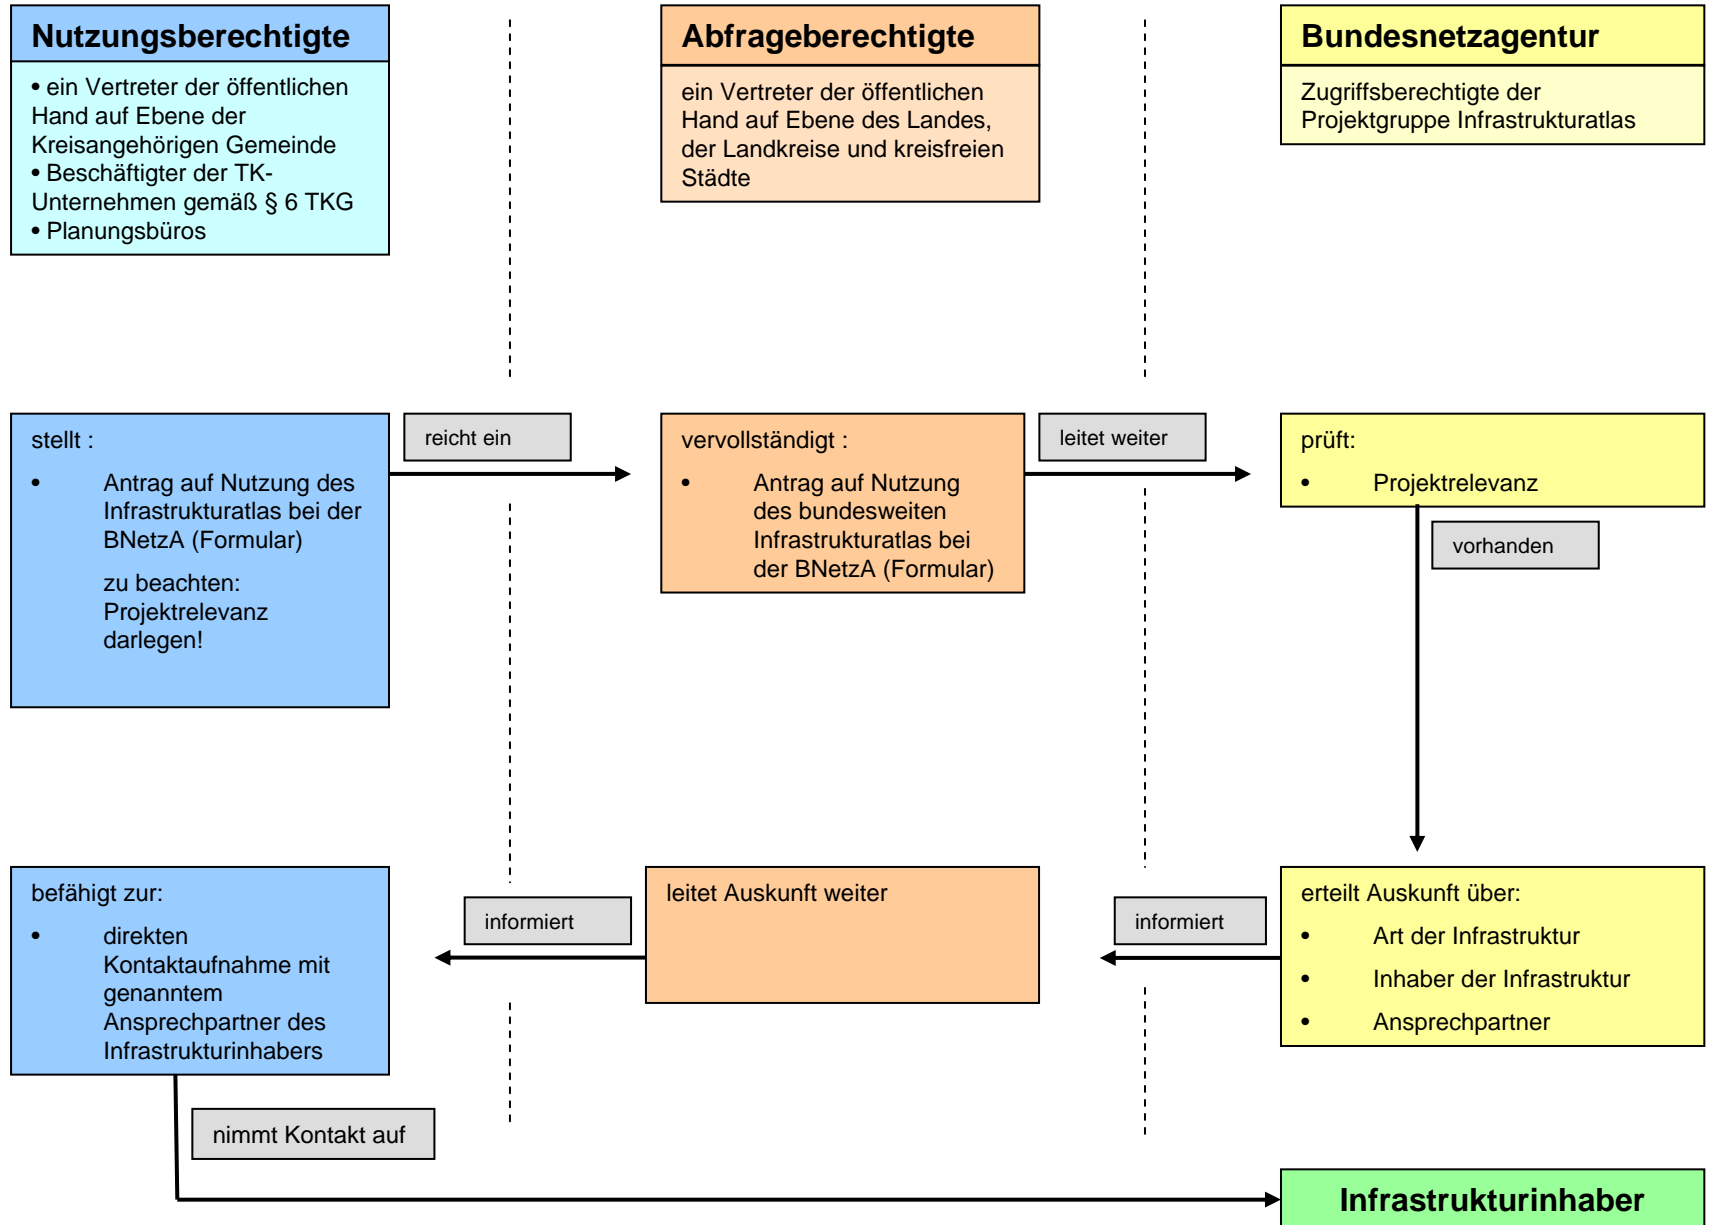 Nutzungsberechtigte
• ein Vertreter der öffentlichen
Hand auf Ebene der
Kreisangehörigen Gemeinde
• Beschäftigter der TK-
Unternehmen gemäß § 6 TKG
• Planungsbüros
Abfrageberechtigte
ein Vertreter der öffentlichen
Hand auf Ebene des Landes,
der Landkreise und kreisfreien
Städte
Bundesnetzagentur
Zugriffsberechtigte der
Projektgruppe Infrastrukturatlas
stellt :
• Antrag auf Nutzung des
Infrastrukturatlas bei der
BNetzA (Formular)
zu beachten:
Projektrelevanz
darlegen!
reicht ein
vervollständigt :
• Antrag auf Nutzung
des bundesweiten
Infrastrukturatlas bei
der BNetzA (Formular)
leitet weiter
prüft:
• Projektrelevanz
vorhanden
erteilt Auskunft über:
• Art der Infrastruktur
• Inhaber der Infrastruktur
• Ansprechpartner
informiert
leitet Auskunft weiter
informiert
befähigt zur:
• direkten
Kontaktaufnahme mit
genanntem
Ansprechpartner des
Infrastrukturinhabers
nimmt Kontakt auf
Infrastrukturinhaber